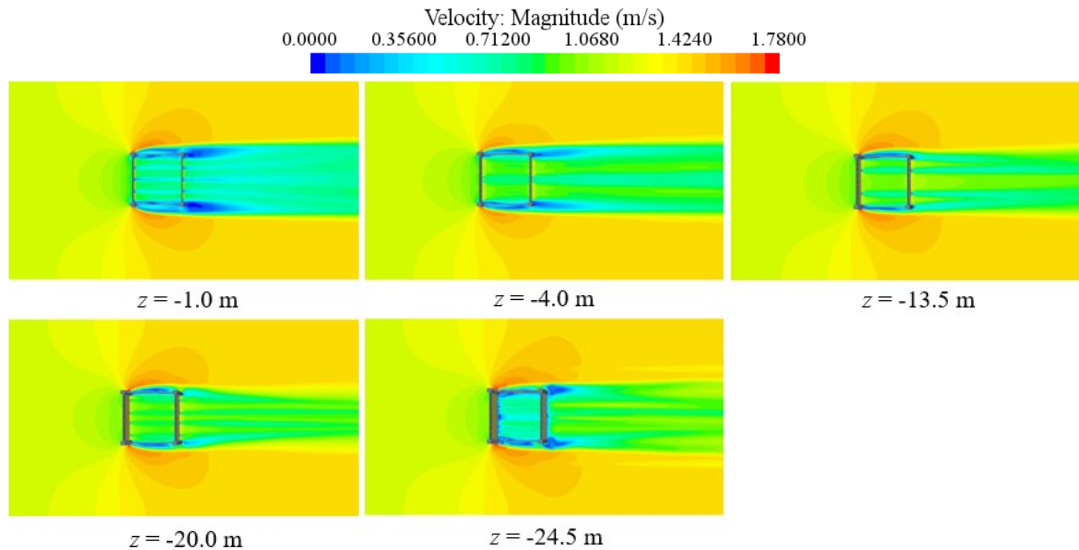 Velocity: Magnitude (m/s)
0.0000 0.35600 0.71200 1.0680 1.4240 1.7800
z = -1.0 m
z = -4.0 m
z = -13.5 m
z = -20.0 m
z = -24.5 m